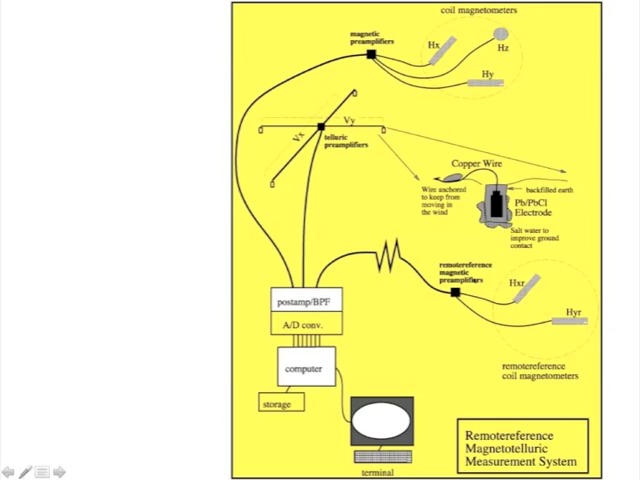 coil magnetometers
magnetic
preamplifiers
Hx
Hz
Hy
Vy
Vx
telluric
preamplifiers
Copper Wire
Wire anchored
to keep from
moving in
the wind
backfilled earth
Pb/PbCl
Electrode
Salt water to
improve ground
contact
remotereference
magnetic
preamplifiers
Hxr
Hyr
postamp/BPF
A/D conv.
computer
storage
remotereference
coil magnetometers
terminal
Remotereference
Magnetotelluric
Measurement System